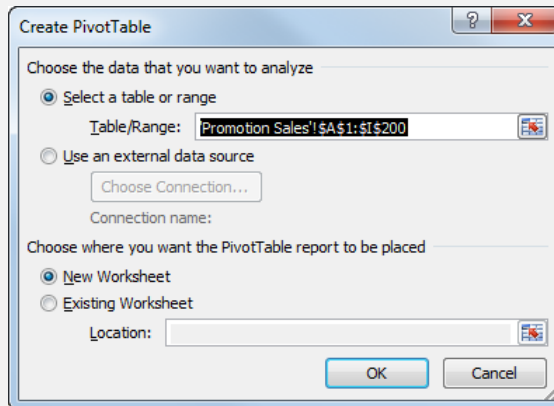 Create PivotTable
Choose the data that you want to analyze
Select a table or range
Table/Range: 'Promotion Sales'!$A$1:$I$200
Use an external data source
Choose Connection...
Connection name:
Choose where you want the PivotTable report to be placed
New Worksheet
Existing Worksheet
Location:
OK Cancel